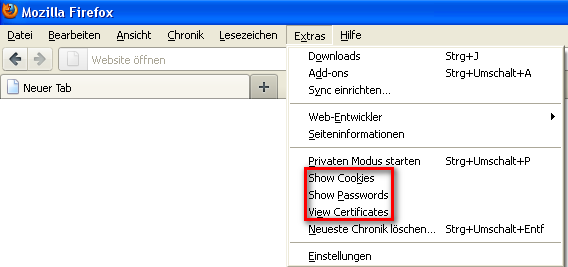 Mozilla Firefox
Datei Bearbeiten Ansicht Chronik Lesezeichen Extras Hilfe
Website öffnen
Neuer Tab +
Downloads Strg+J
Add-ons Strg+Umschalt+A
Sync einrichten...
Web-Entwickler
Seiteninformationen
Privaten Modus starten Strg+Umschalt+P
Show Cookies
Show Passwords
View Certificates
Neueste Chronik löschen... Strg+Umschalt+Entf
Einstellungen